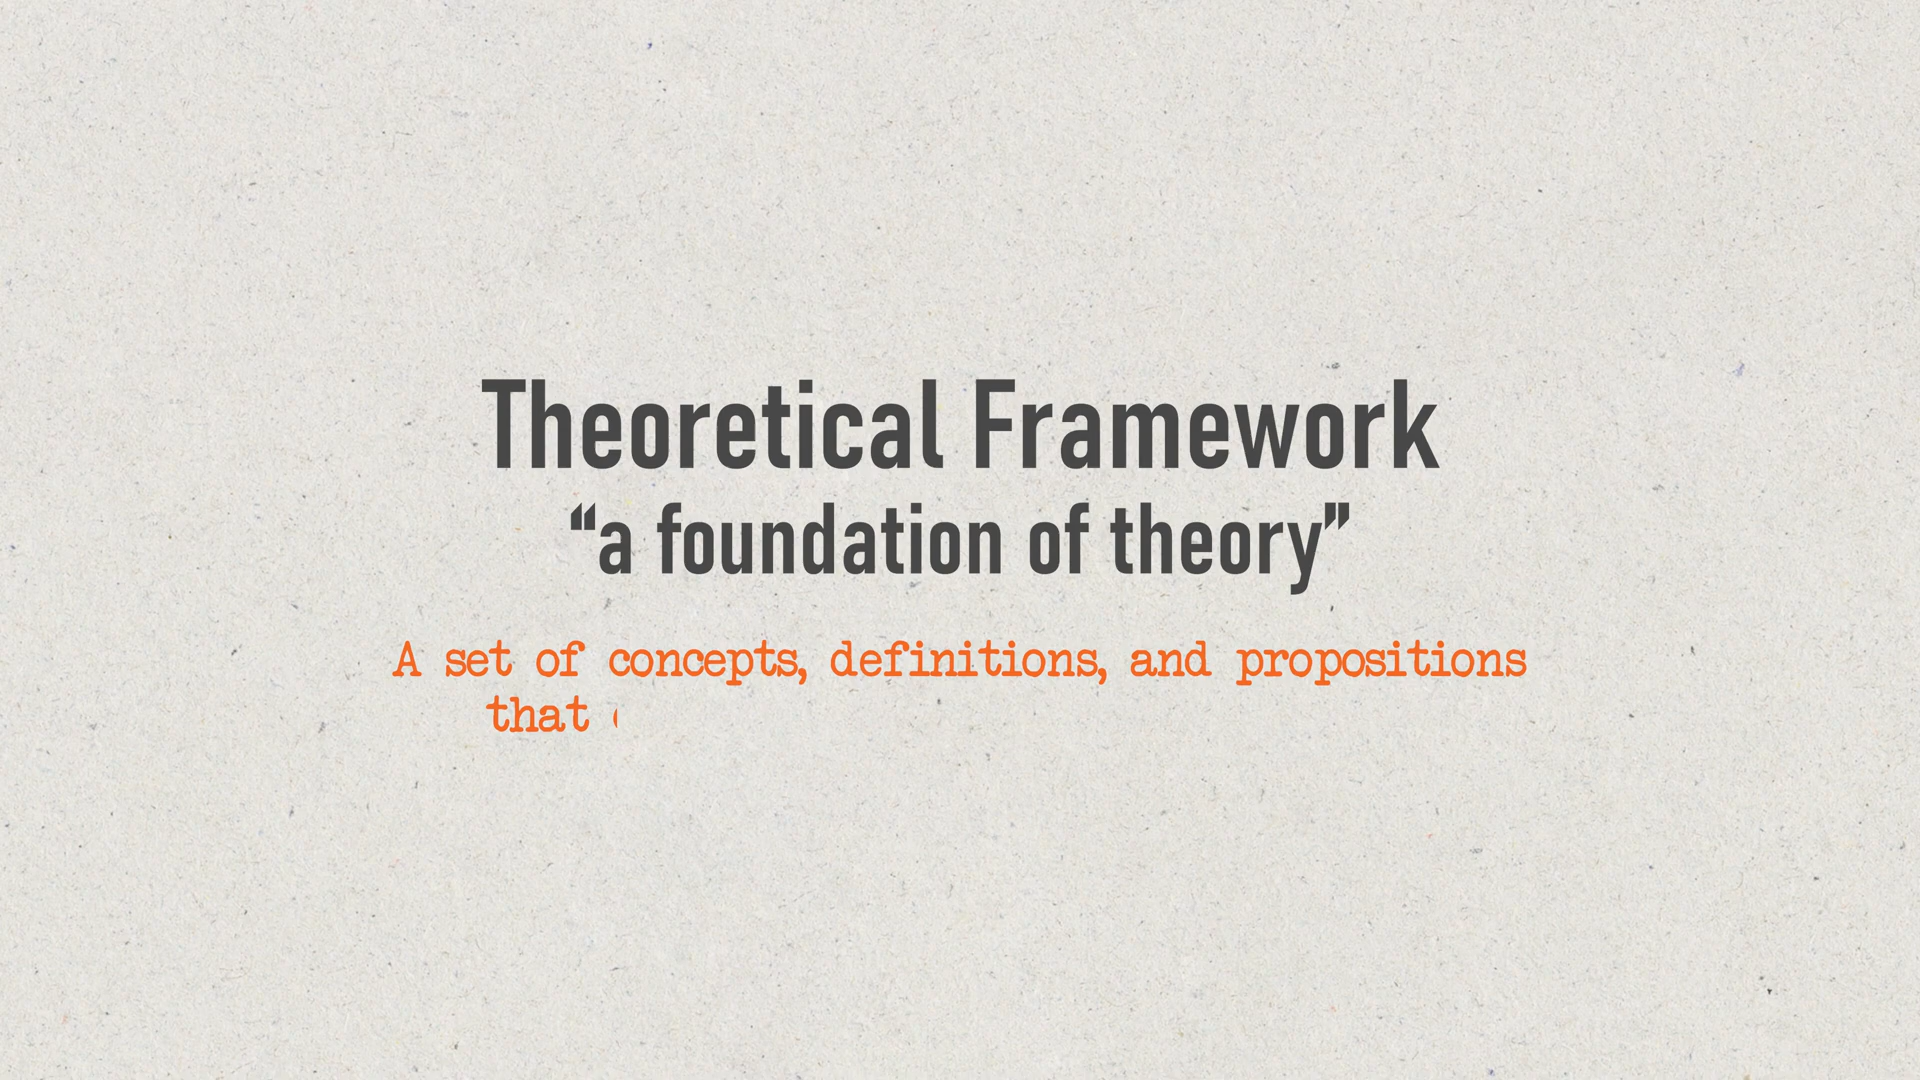 Theoretical Framework
“a foundation of theory”
A set of concepts, definitions, and propositions
that